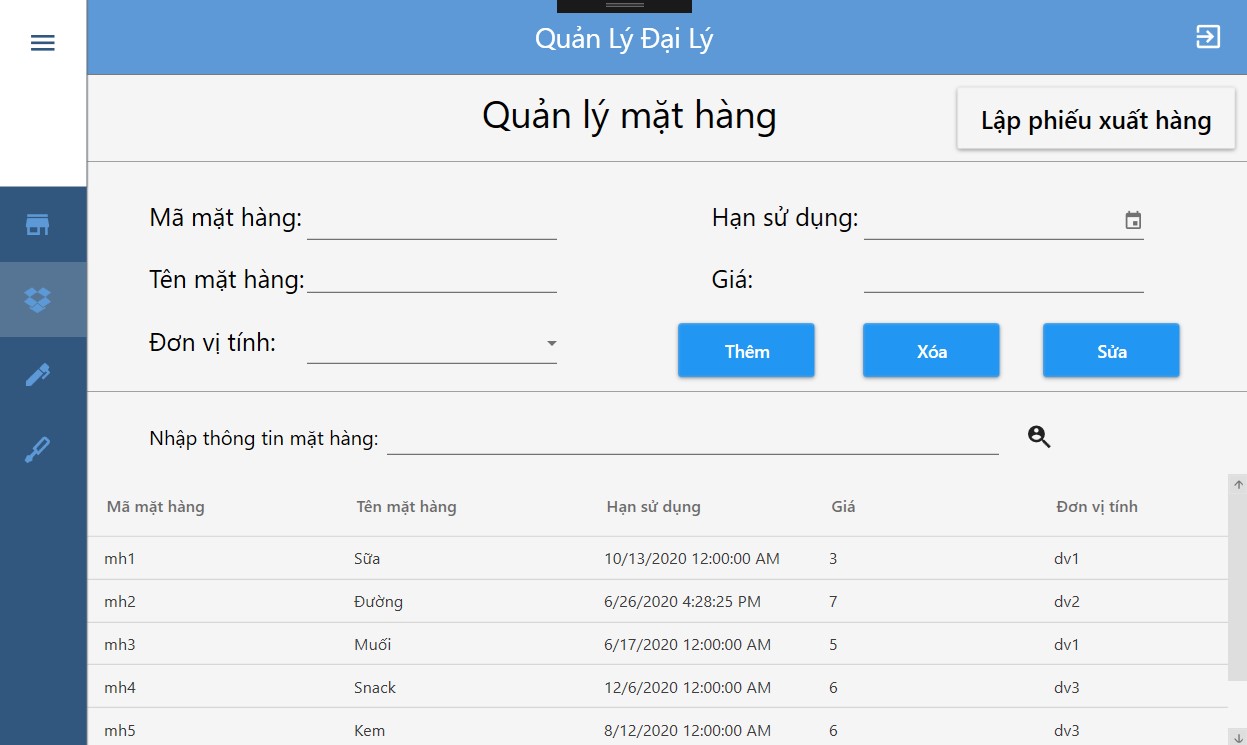 Quản Lý Đại Lý
Quản lý mặt hàng
Lập phiếu xuất hàng
Mã mặt hàng:
Hạn sử dụng:
Tên mặt hàng:
Giá:
Đơn vị tính:
Thêm
Xóa
Sửa
Nhập thông tin mặt hàng:
Mã mặt hàng Tên mặt hàng Hạn sử dụng Giá Đơn vị tính
mh1 Sữa 10/13/2020 12:00:00 AM 3 dv1
mh2 Đường 6/26/2020 4:28:25 PM 7 dv2
mh3 Muối 6/17/2020 12:00:00 AM 5 dv1
mh4 Snack 12/6/2020 12:00:00 AM 6 dv3
mh5 Kem 8/12/2020 12:00:00 AM 6 dv3